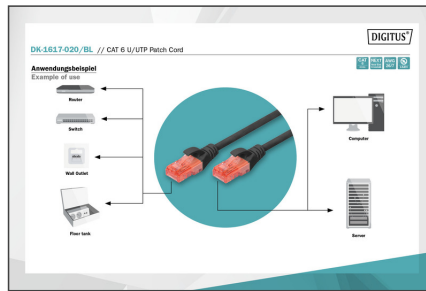 DIGITUS®
DK-1617-020/BL // CAT 6 U/UTP Patch Cord
Anwendungsbeispiel
Example of use
Router
Switch
Wall Outlet
Floor tank
Computer
Server